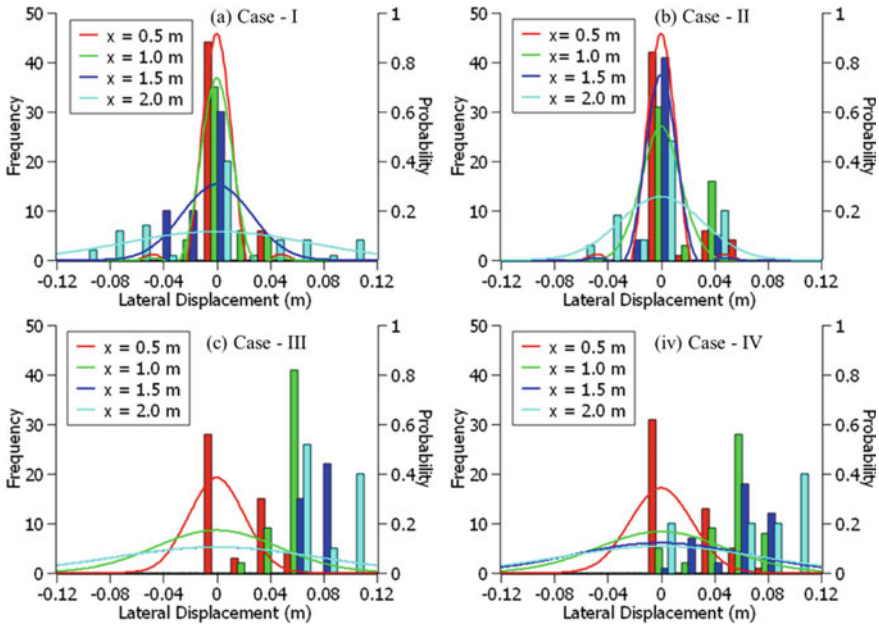 (a) Case - I
x = 0.5 m
x = 1.0 m
x = 1.5 m
x = 2.0 m
50
40
30
20
10
0
Frequency
1
0.8
0.6
0.4
0.2
Probability
-0.12 -0.08 -0.04 0 0.04 0.08 0.12
Lateral Displacement (m)
(b) Case - II
x = 0.5 m
x= 1.0 m
x = 1.5 m
x = 2.0 m
50
40
30
20
10
0
Frequency
1
0.8
0.6
0.4
0.2
Probability
-0.12 -0.08 -0.04 0 0.04 0.08 0.12
Lateral Displacement (m)
(c) Case - III
x = 0.5 m
x = 1.0 m
x = 1.5 m
x = 2.0 m
50
40
30
20
10
0
Frequency
1
0.8
0.6
0.4
0.2
0
Probability
-0.12 -0.08 -0.04 0 0.04 0.08 0.12
Lateral Displacement (m)
(iv) Case - IV
x = 0.5 m
x = 1.0 m
x = 1.5 m
x = 2.0 m
50
40
30
20
10
0
Frequency
1
0.8
0.6
0.4
0.2
0
Probability
-0.12 -0.08 -0.04 0 0.04 0.08 0.12
Lateral Displacement (m)